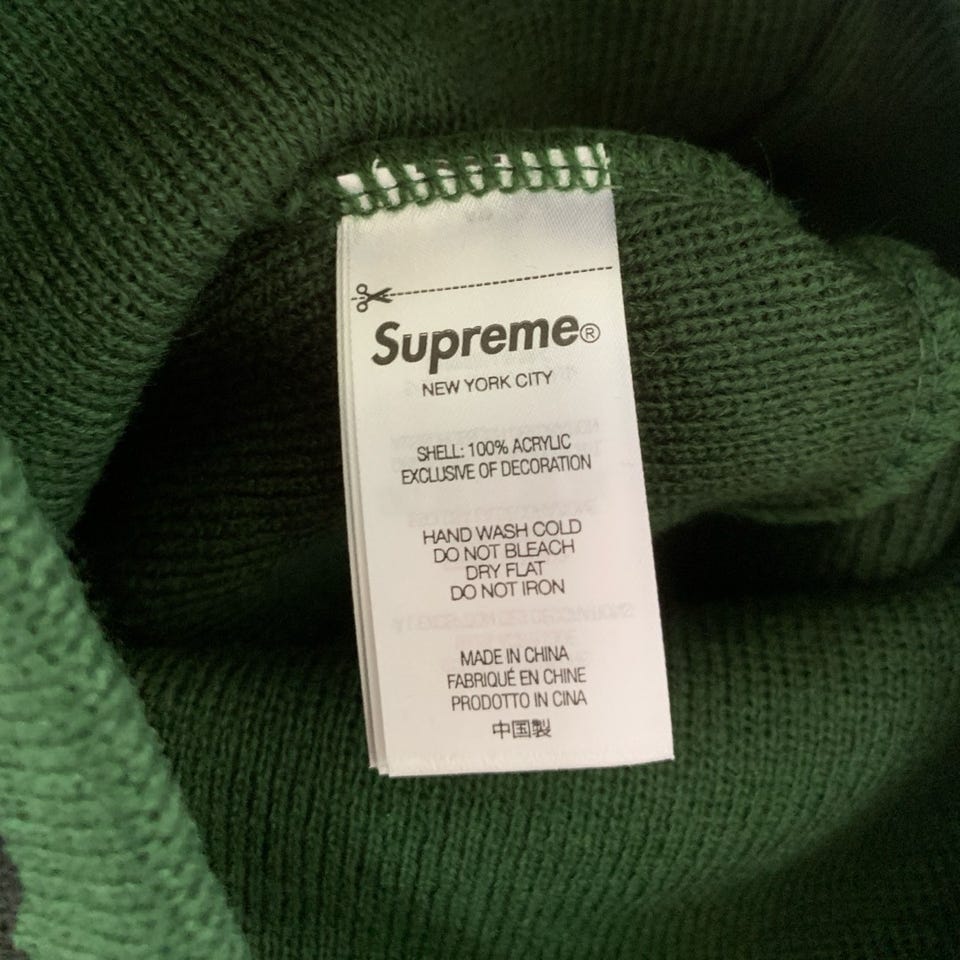 Supreme®
NEW YORK CITY
SHELL: 100% ACRYLIC
EXCLUSIVE OF DECORATION
HAND WASH COLD
DO NOT BLEACH
DRY FLAT
DO NOT IRON
MADE IN CHINA
FABRIQUÉ EN CHINE
PRODOTTO IN CINA
中国製